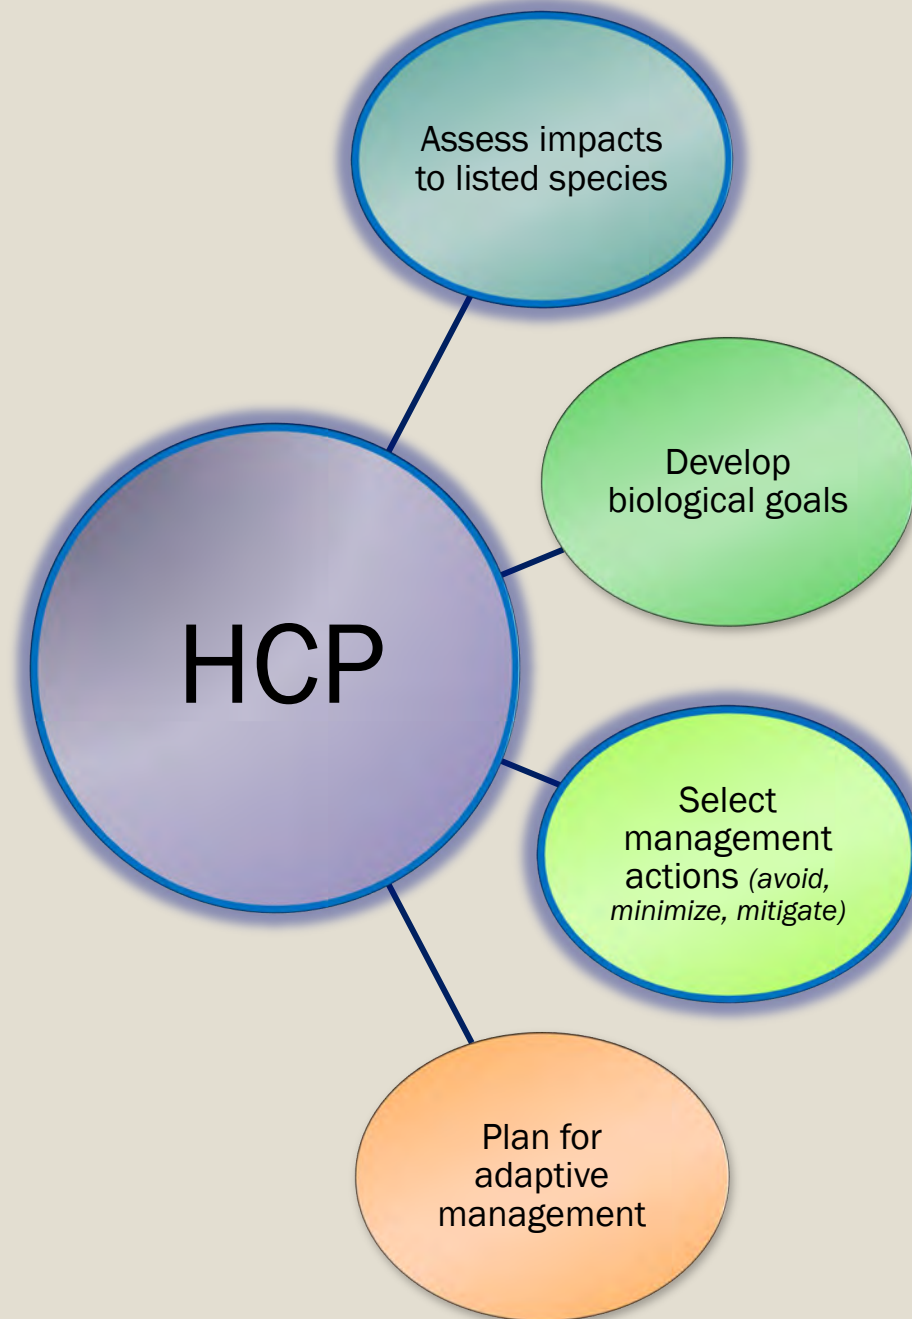 Assess impacts
to listed species
Develop
biological goals
HCP
Select
management
actions (avoid,
minimize, mitigate)
Plan for
adaptive
management